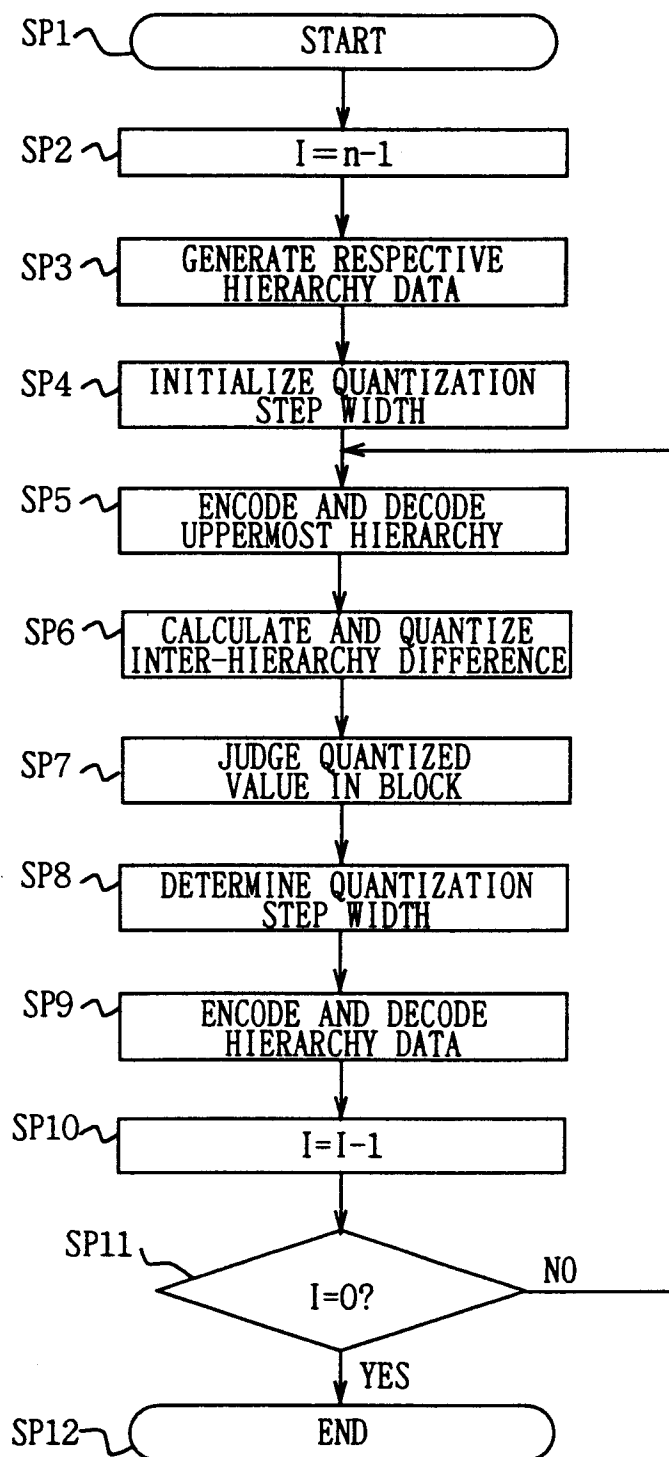 SP1
START
SP2
I=n-1
SP3
GENERATE RESPECTIVE
HIERARCHY DATA
SP4
INITIALIZE QUANTIZATION
STEP WIDTH
SP5
ENCODE AND DECODE
UPPERMOST HIERARCHY
SP6
CALCULATE AND QUANTIZE
INTER-HIERARCHY DIFFERENCE
SP7
JUDGE QUANTIZED
VALUE IN BLOCK
SP8
DETERMINE QUANTIZATION
STEP WIDTH
SP9
ENCODE AND DECODE
HIERARCHY DATA
SP10
I=I-1
SP11
I=0?
NO
YES
SP12
END